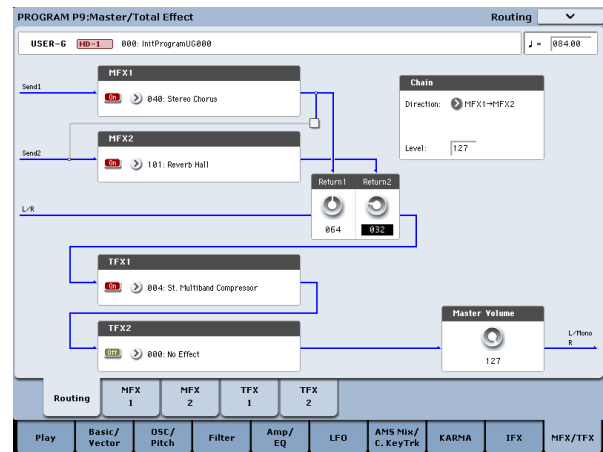 PROGRAM P9:Master/Total Effect
Routing
USER-G HD-1 000: InitProgramUG000
♩ = 084.00
MFX1
Send1
On 040: Stereo Chorus
Chain
Direction: MFX1→MFX2
Level: 127
MFX2
Send2
On 101: Reverb Hall
Return1 Return2
L/R
064 032
TFX1
On 004: St. Multiband Compressor
TFX2
Off 000: No Effect
Master Volume
127
L/Mono
R
Routing
MFX 1
MFX 2
TFX 1
TFX 2
Play
Basic/ Vector
OSC/ Pitch
Filter
Amp/ EQ
LFO
AMS Mix/ C. KeyTrk
KARMA
IFX
MFX/TFX